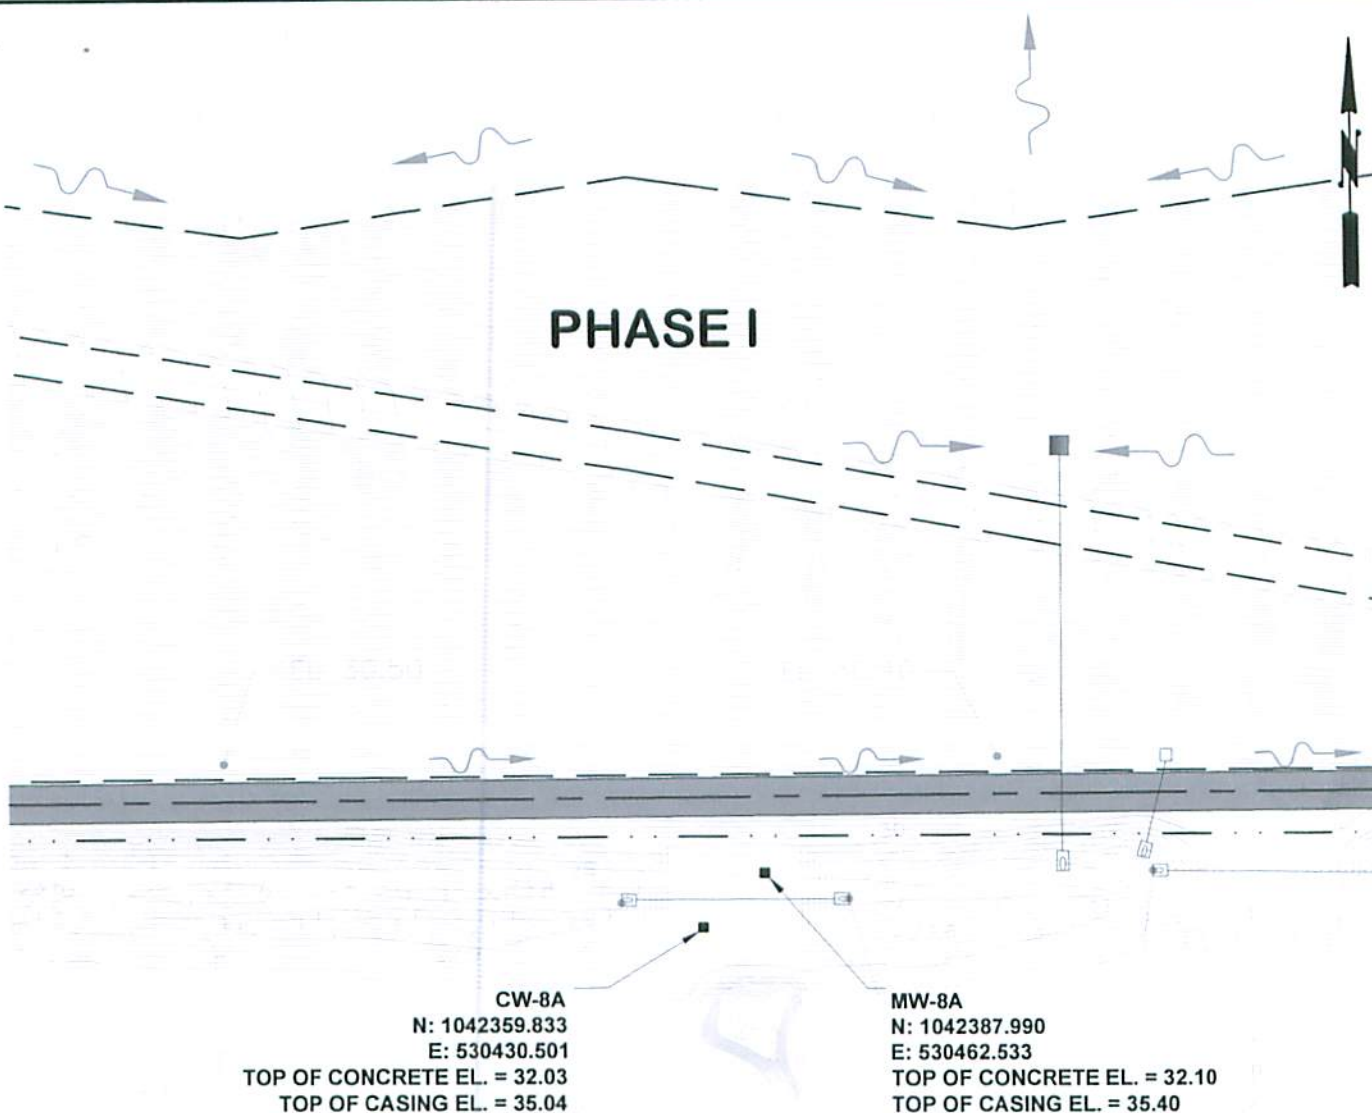 N
PHASE I
CW-8A
N: 1042359.833
E: 530430.501
TOP OF CONCRETE EL. = 32.03
TOP OF CASING EL. = 35.04
MW-8A
N: 1042387.990
E: 530462.533
TOP OF CONCRETE EL. = 32.10
TOP OF CASING EL. = 35.40